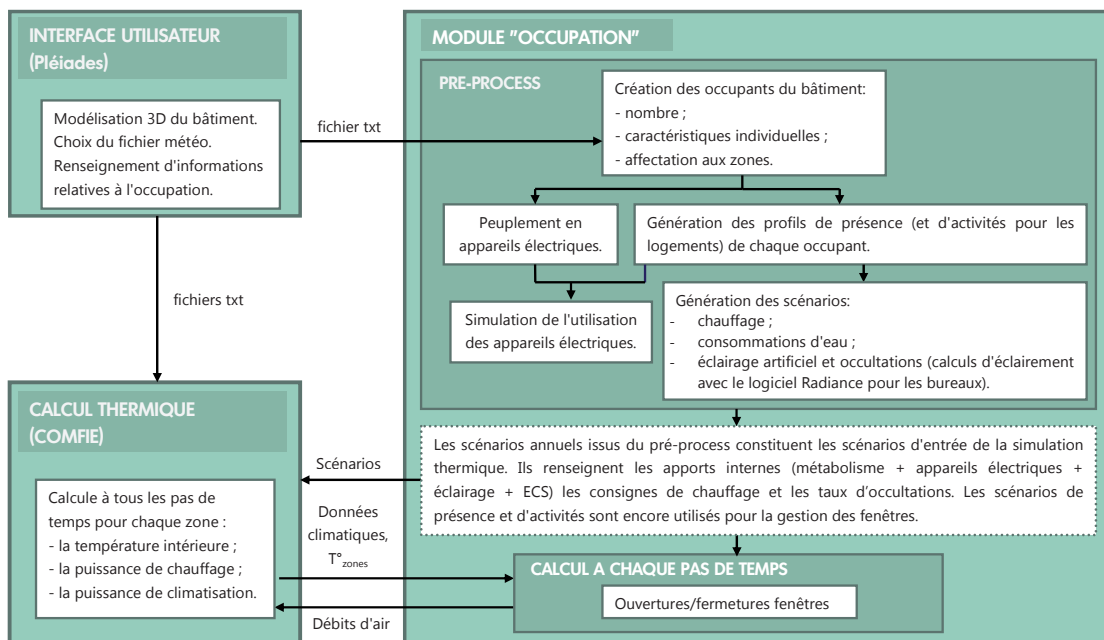 INTERFACE UTILISATEUR
(Pléiades)
Modélisation 3D du bâtiment.
Choix du fichier météo.
Renseignement d'informations
relatives à l'occupation.
fichier txt
fichiers txt
MODULE "OCCUPATION"
PRE-PROCESS
Création des occupants du bâtiment:
- nombre ;
- caractéristiques individuelles ;
- affectation aux zones.
Peuplement en
appareils électriques.
Génération des profils de présence (et d'activités pour les
logements) de chaque occupant.
Simulation de l'utilisation
des appareils électriques.
Génération des scénarios:
- chauffage ;
- consommations d'eau ;
- éclairage artificiel et occultations (calculs d'éclairement
avec le logiciel Radiance pour les bureaux).
Les scénarios annuels issus du pré-process constituent les scénarios d'entrée de la simulation
thermique. Ils renseignent les apports internes (métabolisme + appareils électriques +
éclairage + ECS) les consignes de chauffage et les taux d'occultations. Les scénarios de
présence et d'activités sont encore utilisés pour la gestion des fenêtres.
CALCUL THERMIQUE
(COMFIE)
Calcule à tous les pas de
temps pour chaque zone :
- la température intérieure ;
- la puissance de chauffage ;
- la puissance de climatisation.
Scénarios
Données
climatiques,
T°zones
Débits d'air
CALCUL A CHAQUE PAS DE TEMPS
Ouvertures/fermetures fenêtres